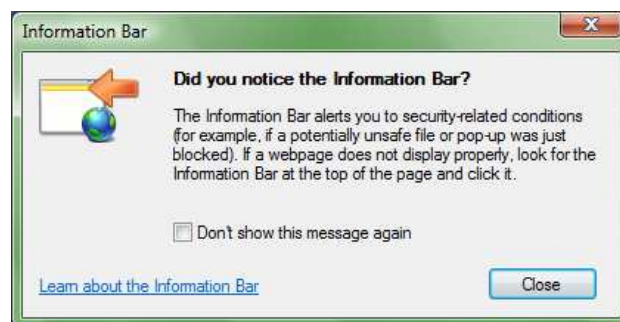 Information Bar
Did you notice the Information Bar?
The Information Bar alerts you to security-related conditions
(for example, if a potentially unsafe file or pop-up was just
blocked). If a webpage does not display properly, look for the
Information Bar at the top of the page and click it.
Don't show this message again
Learn about the Information Bar
Close